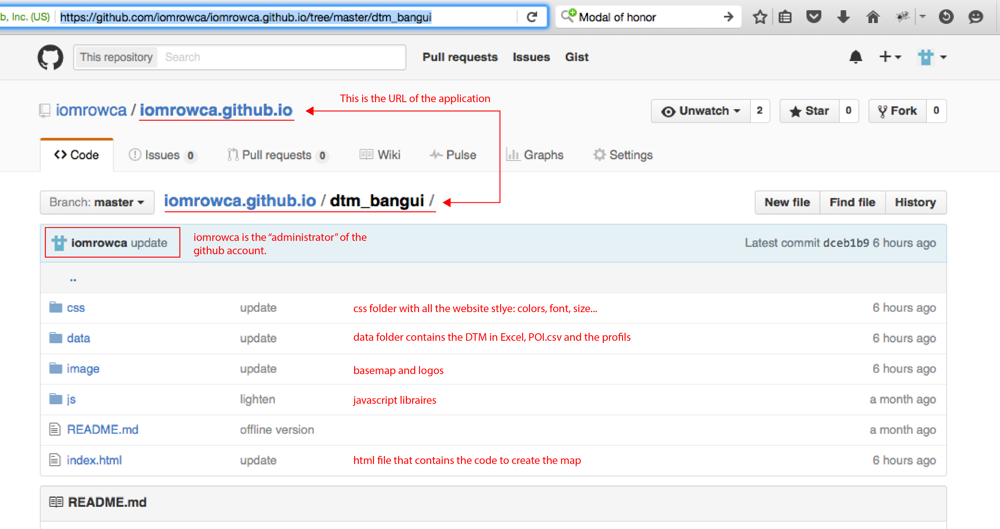 b, Inc. (US) https://github.com/iomrowca/iomrowca.github.io/tree/master/dtm_bangui Modal of honor
This repository Search Pull requests Issues Gist
This is the URL of the application
iomrowca / iomrowca.github.io Unwatch 2 Star 0 Fork 0
Code Issues 0 Pull requests 0 Wiki Pulse Graphs Settings
Branch: master iomrowca.github.io / dtm_bangui / New file Find file History
iomrowca update Latest commit dceb1b9 6 hours ago
iomrowca is the “administrator” of the
github account.
..
css update css folder with all the website stlye: colors, font, size... 6 hours ago
data update data folder contains the DTM in Excel, POI.csv and the profils 6 hours ago
image update basemap and logos 6 hours ago
js lighten javascript libraires a month ago
README.md offline version a month ago
index.html update html file that contains the code to create the map 6 hours ago
README.md